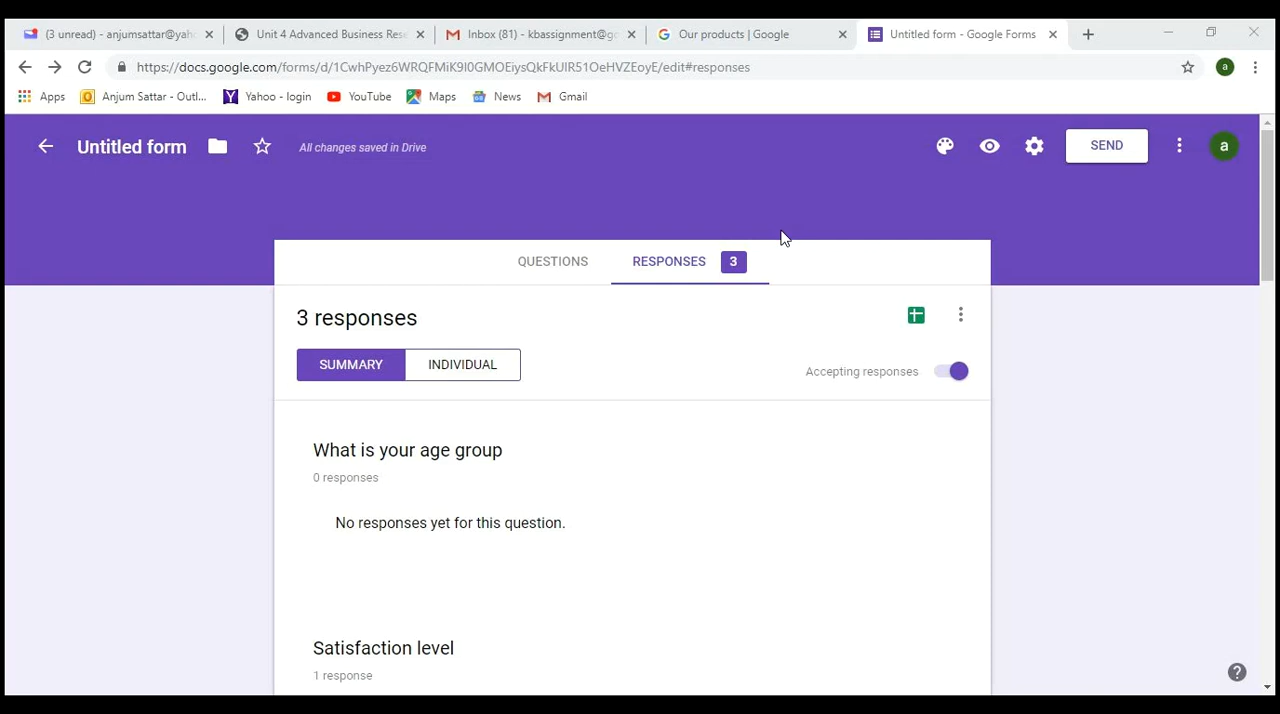 (3 unread) - anjumsattar@yah
Unit 4 Advanced Business Res
Inbox (81) - kbassignment@g
Our products | Google
Untitled form - Google Forms
https://docs.google.com/forms/d/1CwhPyez6WRQFMiK9I0GMOEiysQkFkUIR51OeHVZEoyE/edit#responses
a
Apps
Anjum Sattar - Outl...
Yahoo - login
YouTube
Maps
News
Gmail
Untitled form
All changes saved in Drive
SEND
a
QUESTIONS
RESPONSES
3
3 responses
SUMMARY
INDIVIDUAL
Accepting responses
What is your age group
0 responses
No responses yet for this question.
Satisfaction level
1 response